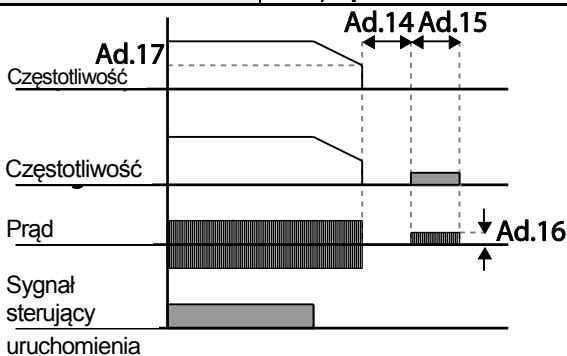 Ad.14 Ad.15
Ad.17
Częstotliwość
Częstotliwość
Prąd
Ad.16
Sygnał
sterujący
uruchomienia